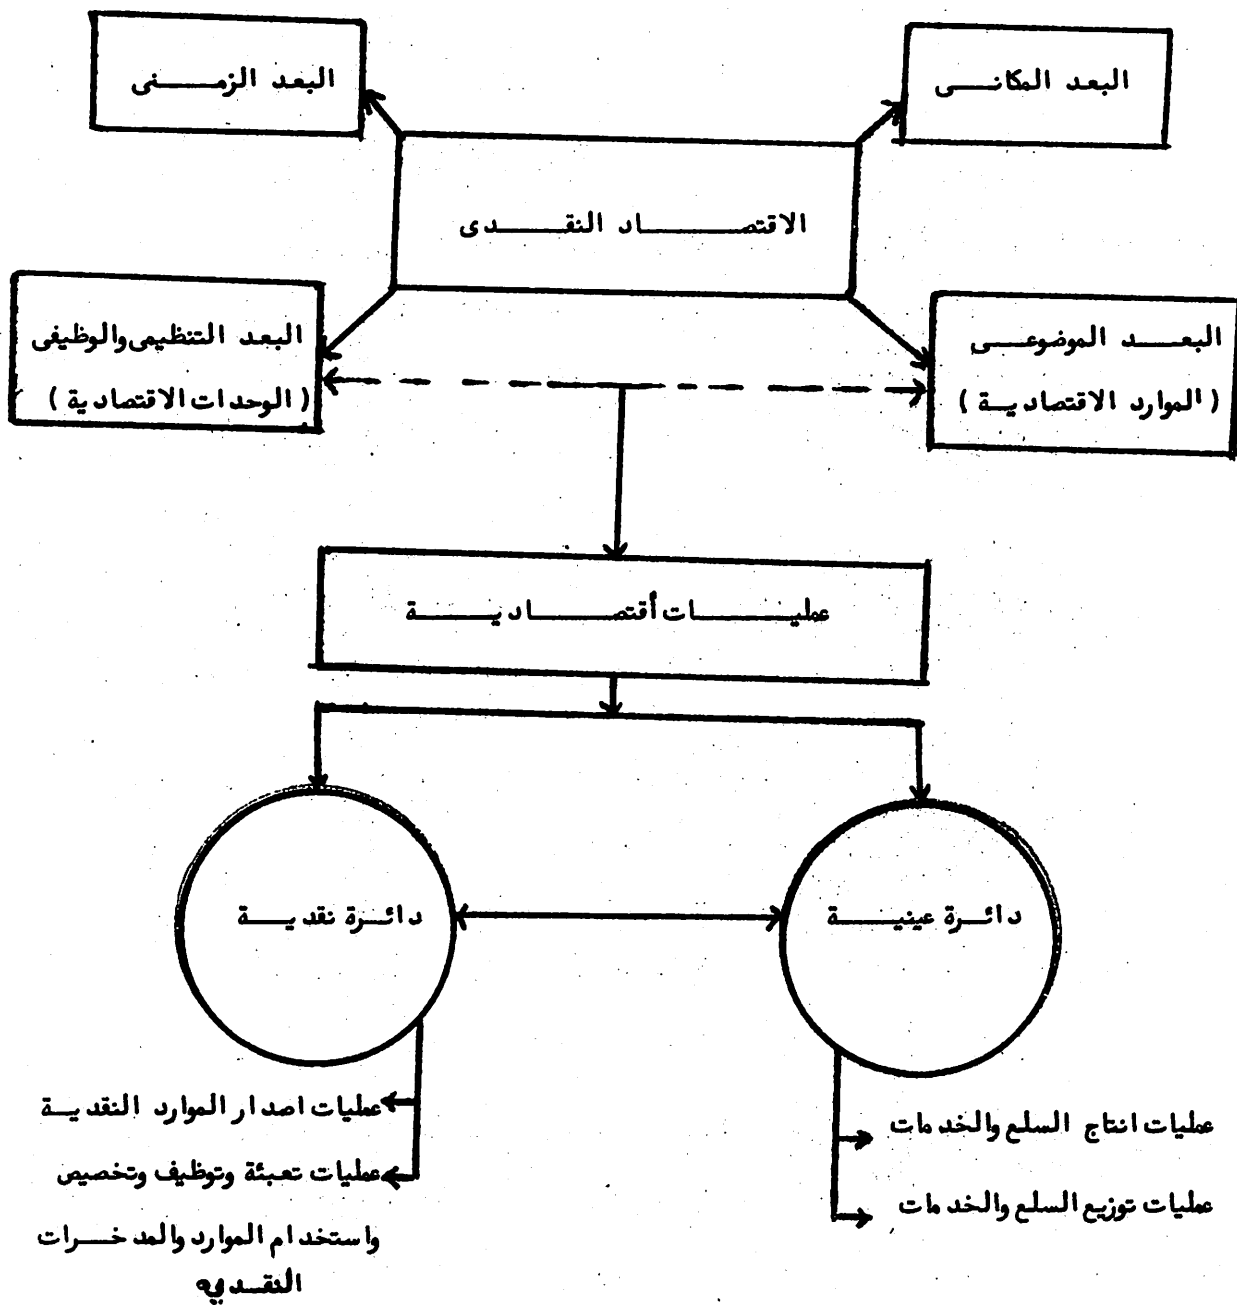 البعد المكانى
البعد الزمنى
الاقتصاد النقدى
البعد الموضوعى
(الموارد الاقتصادية)
البعد التنظيمى والوظيفى
(الوحدات الاقتصادية)
عمليات أقتصادية
دائرة عينية
دائرة نقدية
عمليات انتاج السلع والخدمات
عمليات توزيع السلع والخدمات
عمليات اصدار الموارد النقدية
عمليات تعبئة وتوظيف وتخصيص
واستخدام الموارد والمدخرات
النقديه